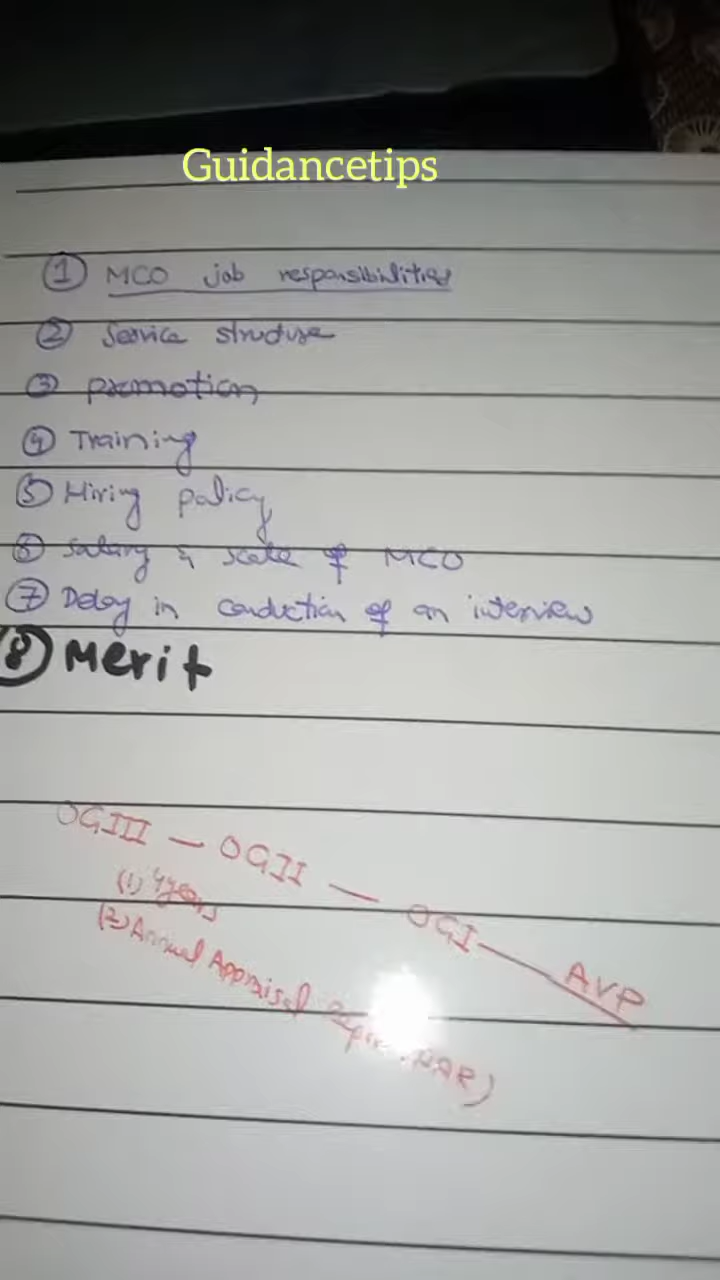 Guidancetips
① MCO job responsibilities
② Service structure
③ promotion
④ Training
⑤ Hiring policy
⑥ Salary & scale of MCO
⑦ Delay in conduction of an interview
⑧ Merit
OGIII — OGII — OGI — AVP
(1) 4 years
(2) Annual Appraisal AAR)